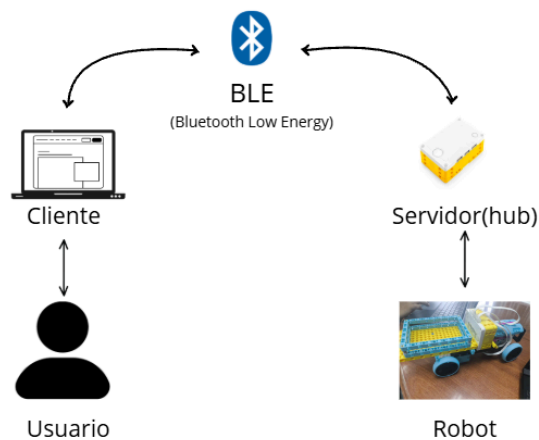 BLE
(Bluetooth Low Energy)
Cliente
Servidor(hub)
Usuario
Robot